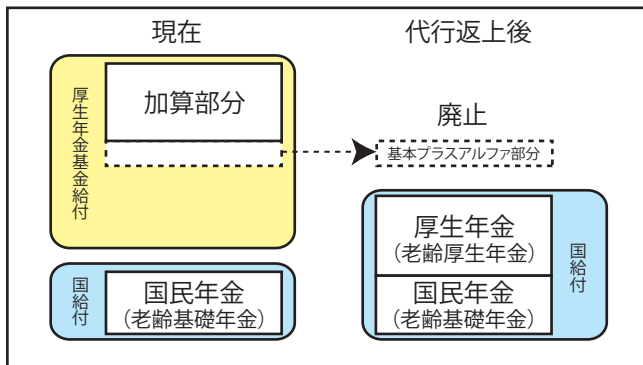 現在
代行返上後
厚生年金基金給付
加算部分
廃止
基本プラスアルファ部分
国給付
国民年金
(老齢基礎年金)
厚生年金
(老齢厚生年金)
国民年金
(老齢基礎年金)
国給付